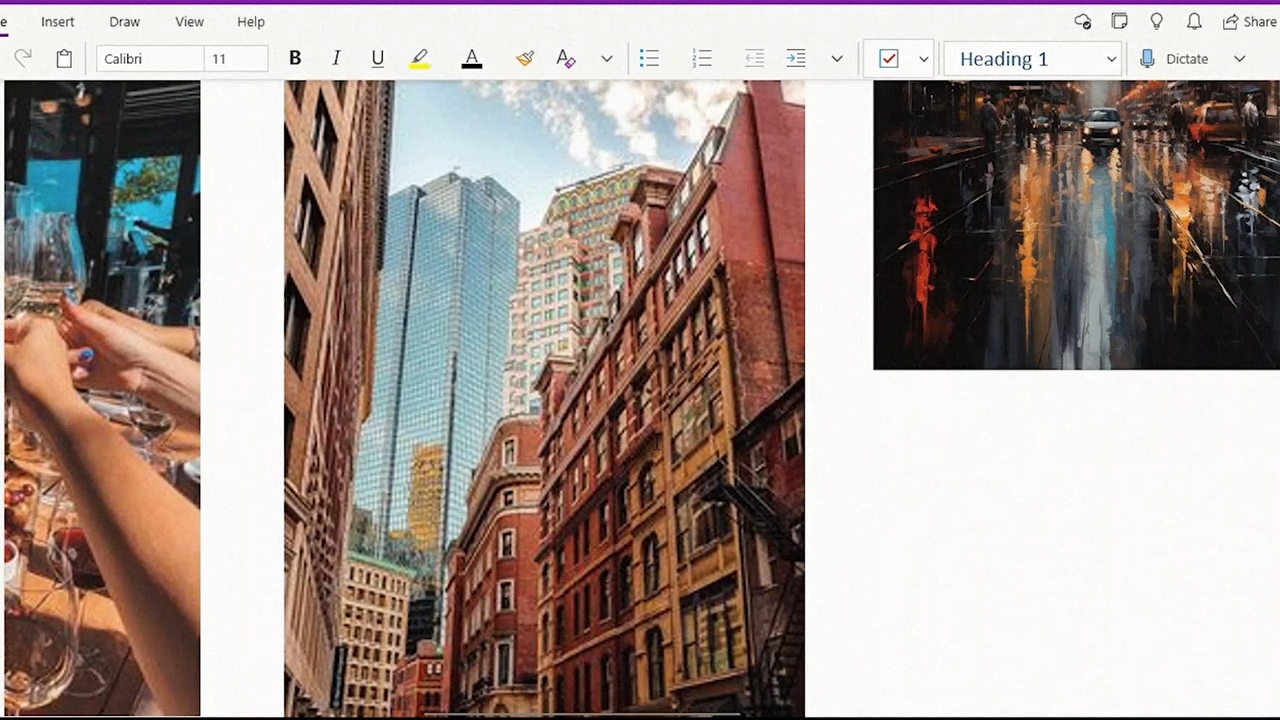 Insert Draw View Help Share
Calibri 11 B I U A A Heading 1 Dictate